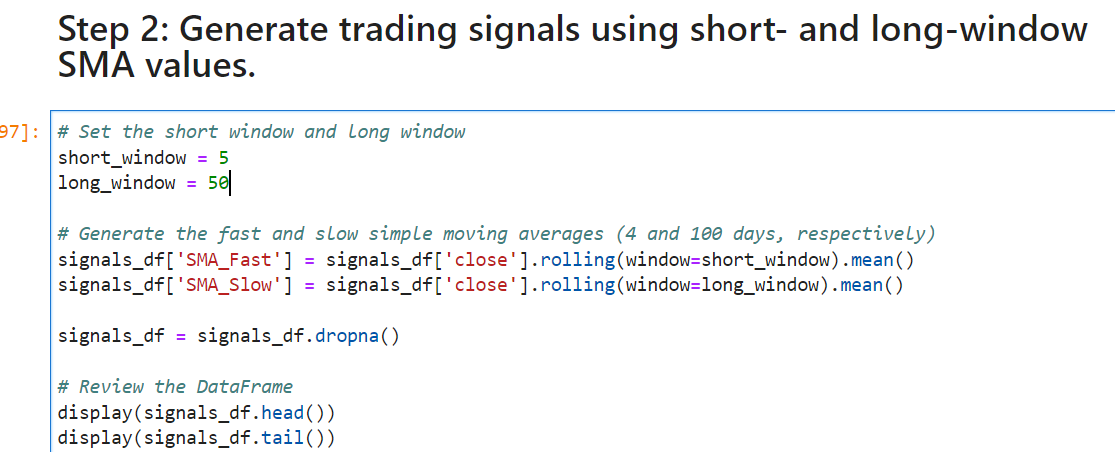 Step 2: Generate trading signals using short- and long-window
SMA values.
97]:
# Set the short window and long window
short_window = 5
long_window = 50
# Generate the fast and slow simple moving averages (4 and 100 days, respectively)
signals_df['SMA_Fast'] = signals_df['close'].rolling(window=short_window).mean()
signals_df['SMA_Slow'] = signals_df['close'].rolling(window=long_window).mean()
signals_df = signals_df.dropna()
# Review the DataFrame
display(signals_df.head())
display(signals_df.tail())